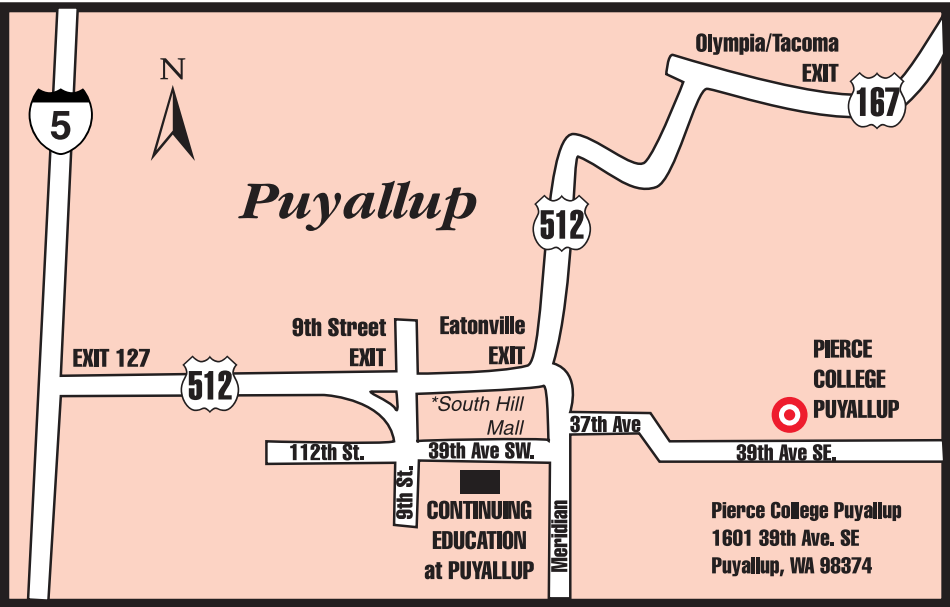 Olympia/Tacoma
EXIT
167
5
N
Puyallup
512
9th Street
EXIT
Eatonville
EXIT
EXIT 127
512
PIERCE
COLLEGE
PUYALLUP
*South Hill
Mall
37th Ave
112th St.
39th Ave SW.
39th Ave SE.
9th St.
CONTINUING
EDUCATION
at PUYALLUP
Meridian
Pierce College Puyallup
1601 39th Ave. SE
Puyallup, WA 98374